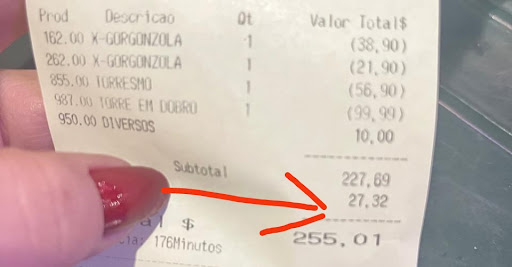 Prod Descricao Qt Valor Total$
162.00 X-GORGONZOLA 1 (38,90)
262.00 X-GORGONZOLA 1 (21,90)
855.00 TORRESMO 1 (56,90)
987.00 TORRE EM DOBRO 1 (99,99)
950.00 DIVERSOS 10,00
Subtotal 227,69
27,32
$ 255,01
176Minutos